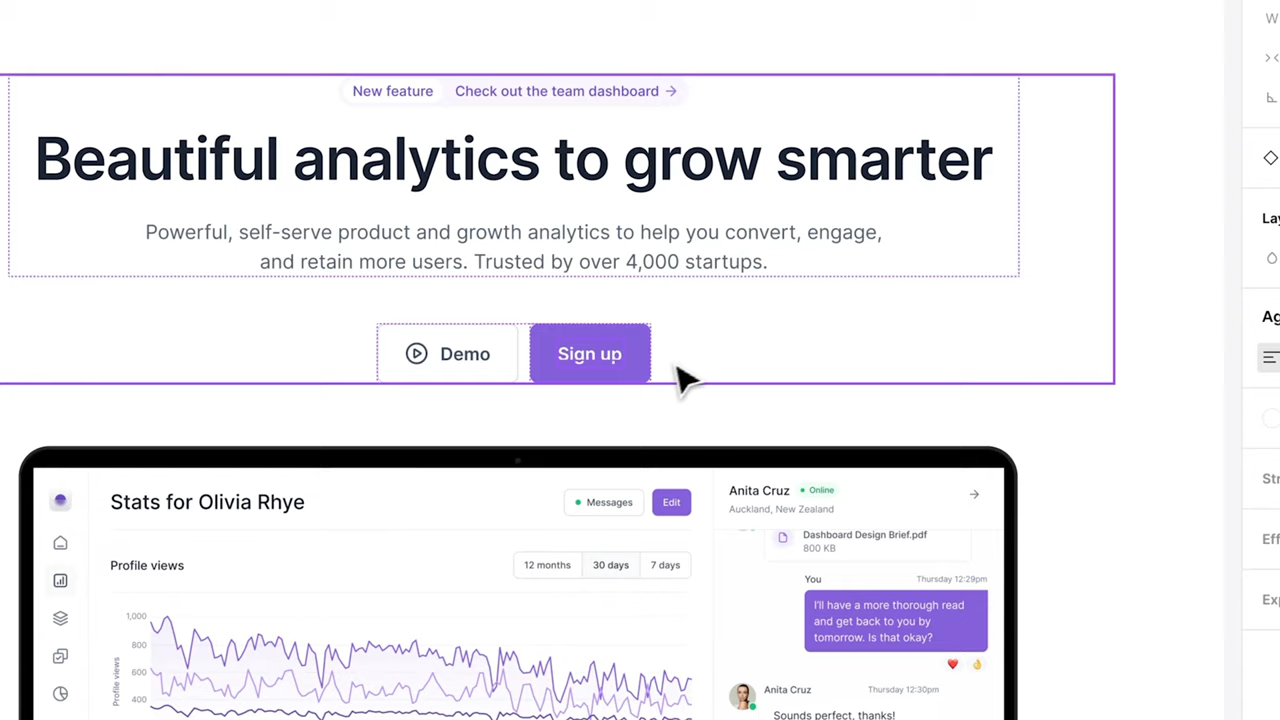 New feature Check out the team dashboard →
Beautiful analytics to grow smarter
Powerful, self-serve product and growth analytics to help you convert, engage,
and retain more users. Trusted by over 4,000 startups.
Demo Sign up
Stats for Olivia Rhye
Messages Edit
Profile views
12 months 30 days 7 days
1,000
800
600
400
Profile views
Anita Cruz Online
Auckland, New Zealand
Dashboard Design Brief.pdf
800 KB
You Thursday 12:29pm
I'll have a more thorough read
and get back to you by
tomorrow. Is that okay?
Anita Cruz Thursday 12:30pm
Sounds perfect, thanks!
W